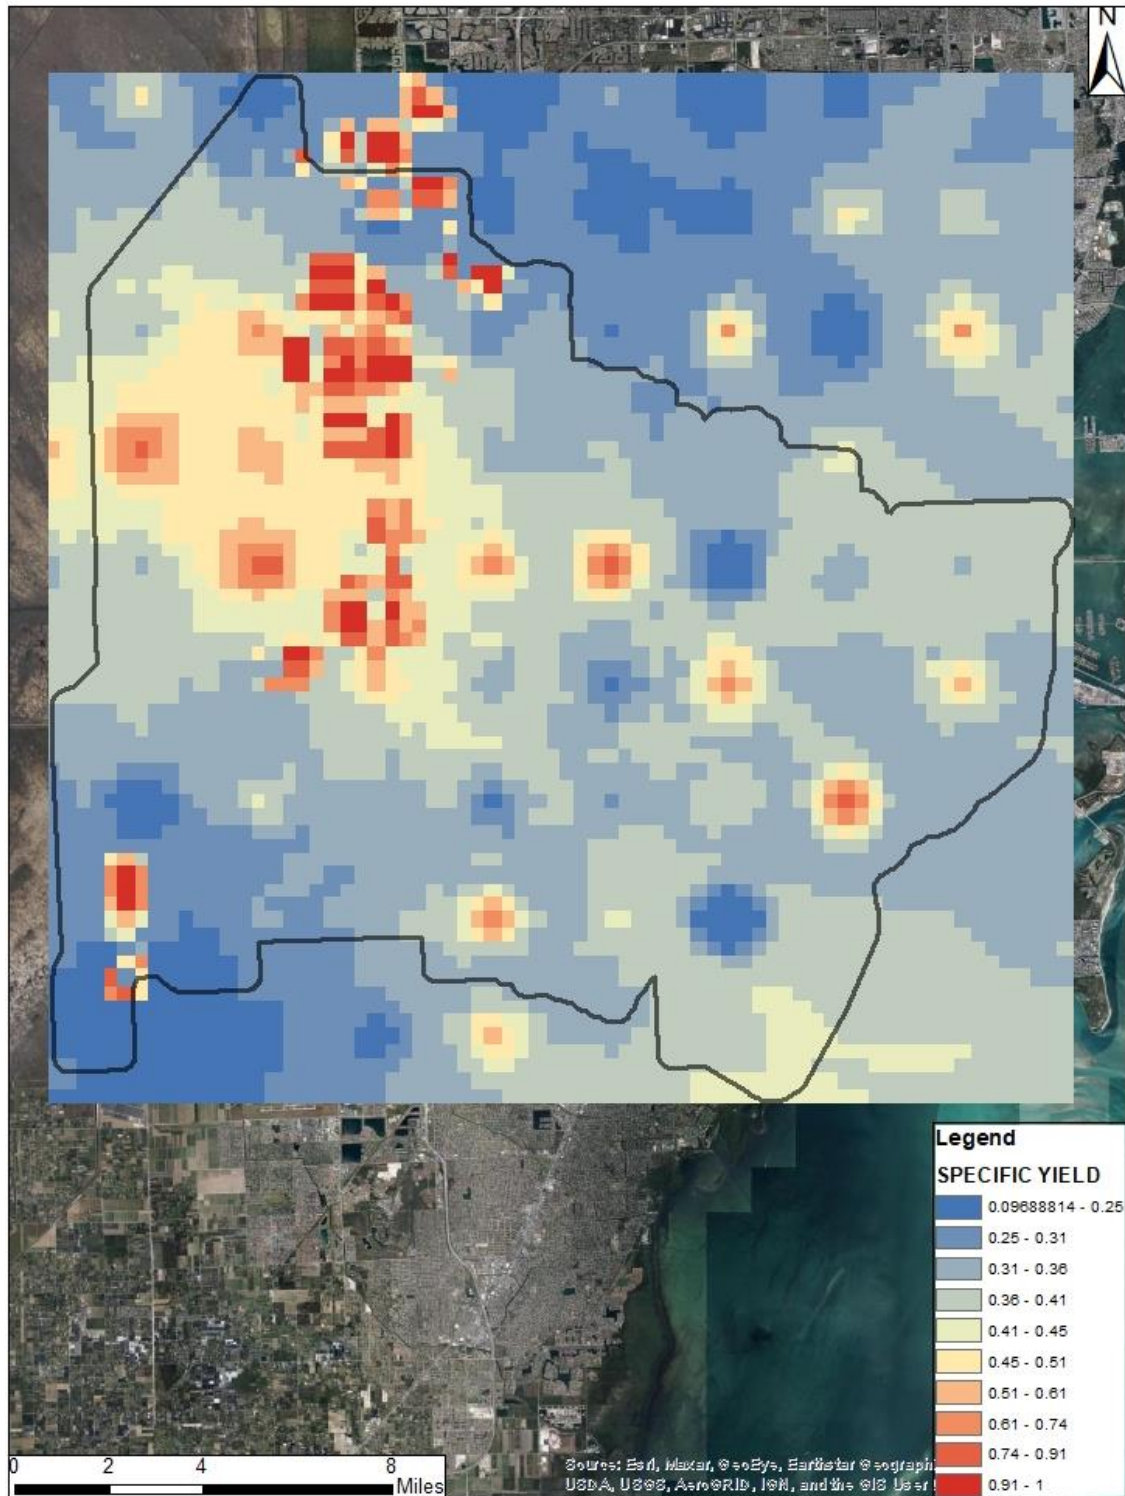 N
Legend
SPECIFIC YIELD
0.09688814 - 0.25
0.25 - 0.31
0.31 - 0.36
0.36 - 0.41
0.41 - 0.45
0.45 - 0.51
0.51 - 0.61
0.61 - 0.74
0.74 - 0.91
0.91 - 1
0 2 4 8
Miles
Source: Esri, Maxar, GeoEye, Earthstar Geograph
USDA, USGS, AeroGRID, IGN, and the GIS User